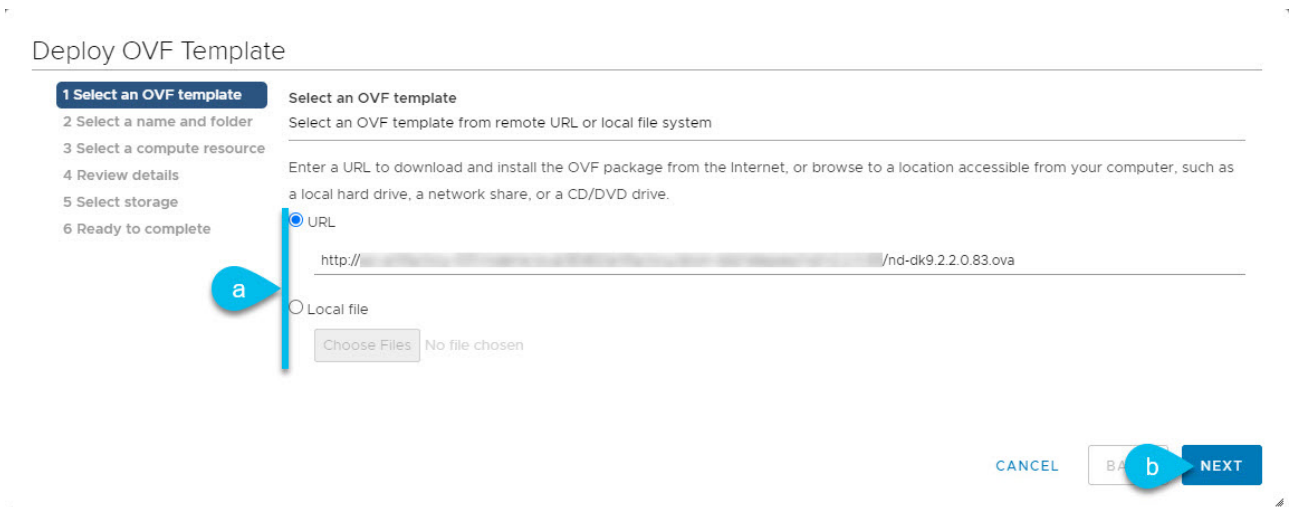 Deploy OVF Template
1 Select an OVF template
2 Select a name and folder
3 Select a compute resource
4 Review details
5 Select storage
6 Ready to complete
Select an OVF template
Select an OVF template from remote URL or local file system
Enter a URL to download and install the OVF package from the Internet, or browse to a location accessible from your computer, such as
a local hard drive, a network share, or a CD/DVD drive.
URL
http:// /nd-dk9.2.2.0.83.ova
a
Local file
Choose Files No file chosen
CANCEL
b
NEXT